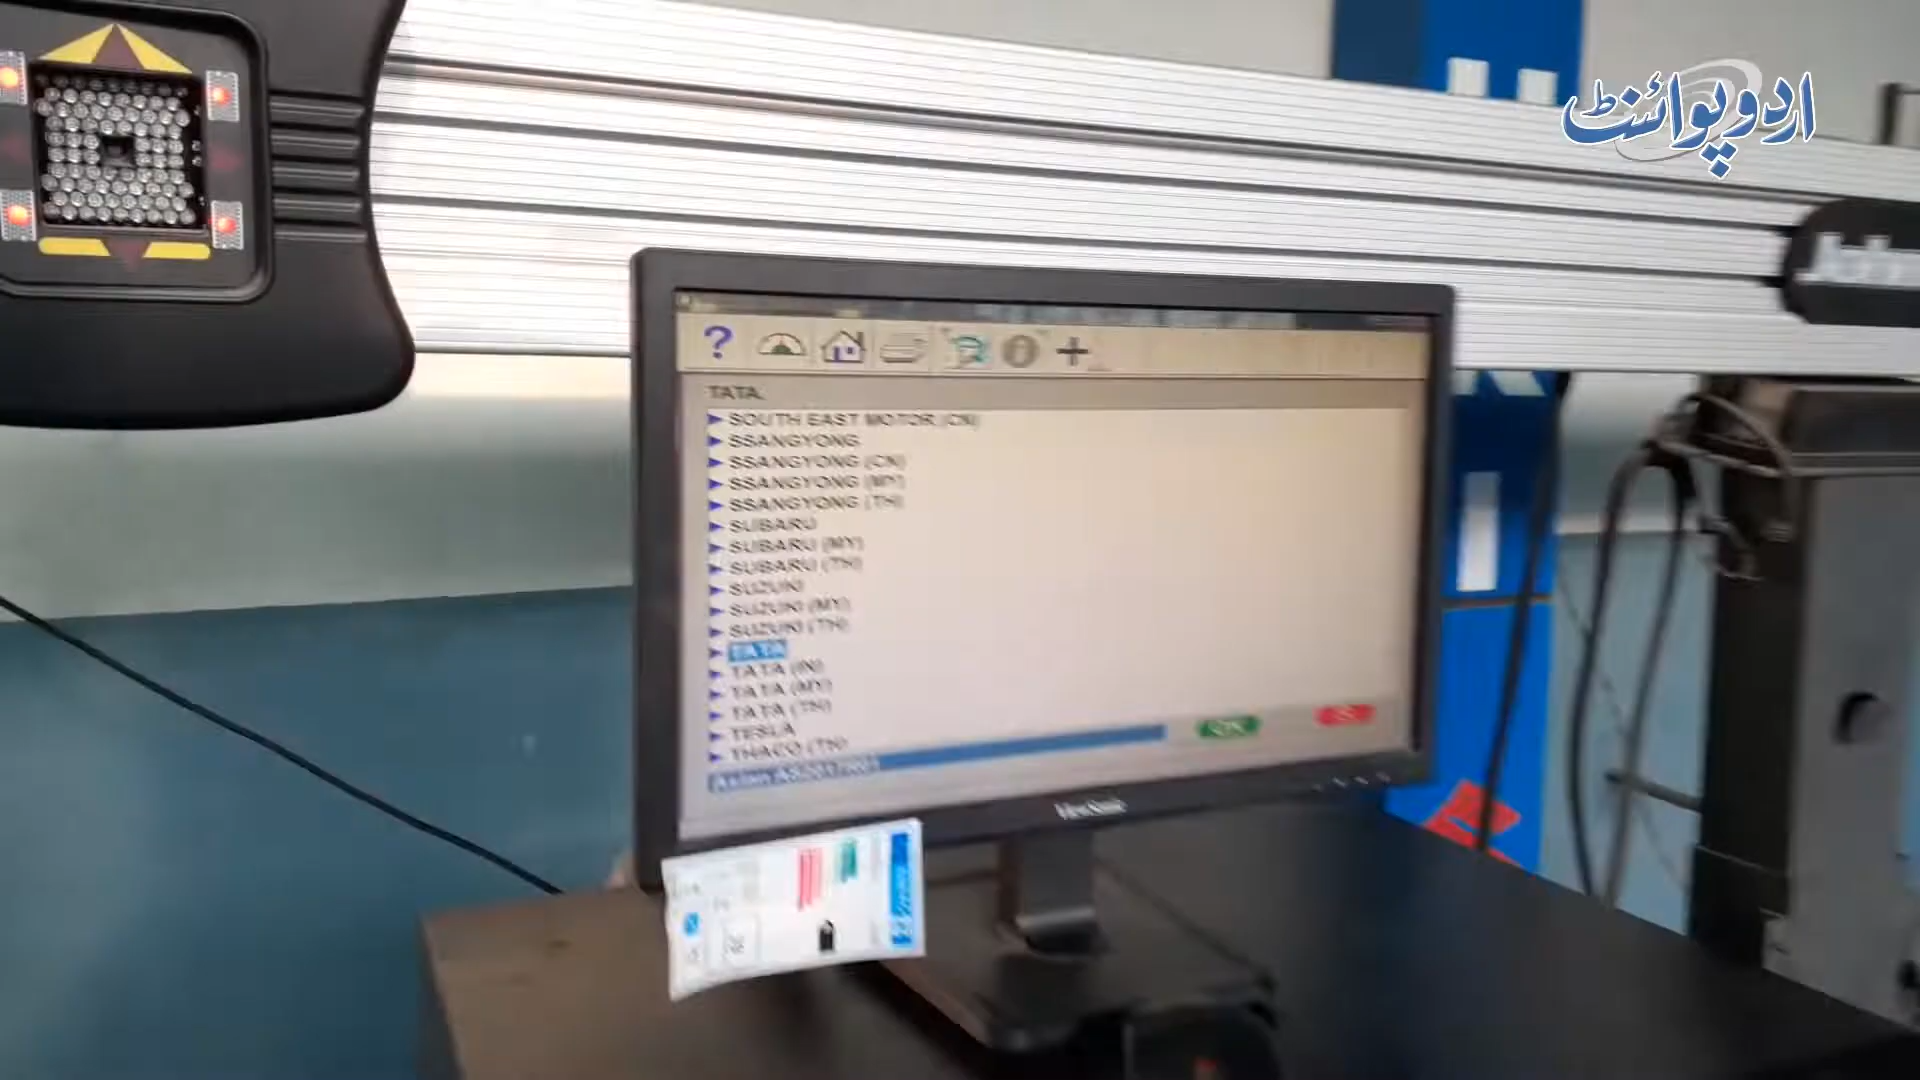 اردو پوائنٹ
?
TATA
SOUTH EAST MOTOR (CN)
SSANGYONG
SSANGYONG (CN)
SSANGYONG (MY)
SSANGYONG (TH)
SUBARU
SUBARU (MY)
SUBARU (TH)
SUZUKI
SUZUKI (MY)
SUZUKI (TH)
TATA
TATA (IN)
TATA (MY)
TATA (TH)
TESLA
THACO (TH)
OK